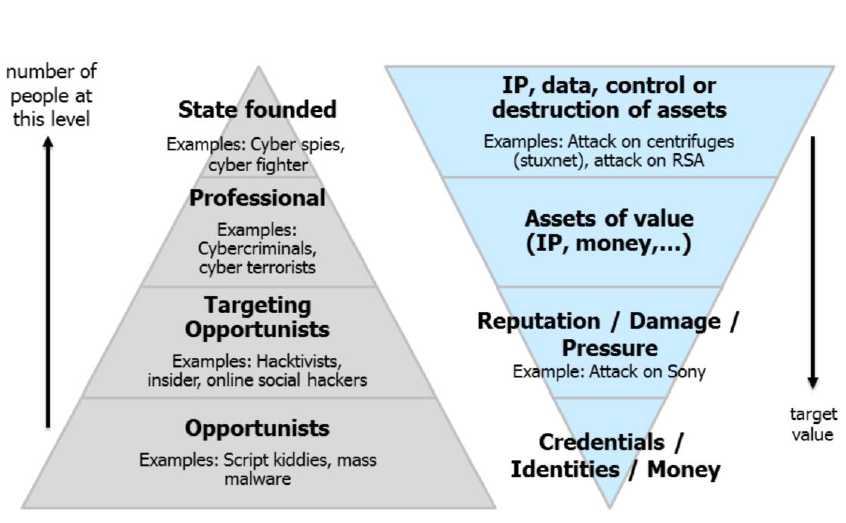 number of
people at
this level
State founded
Examples: Cyber spies,
cyber fighter
Professional
Examples:
Cybercriminals,
cyber terrorists
Targeting
Opportunists
Examples: Hacktivists,
insider, online social hackers
Opportunists
Examples: Script kiddies, mass
malware
IP, data, control or
destruction of assets
Examples: Attack on centrifuges
(stuxnet), attack on RSA
Assets of value
(IP, money,...)
Reputation / Damage /
Pressure
Example: Attack on Sony
Credentials /
Identities / Money
target
value